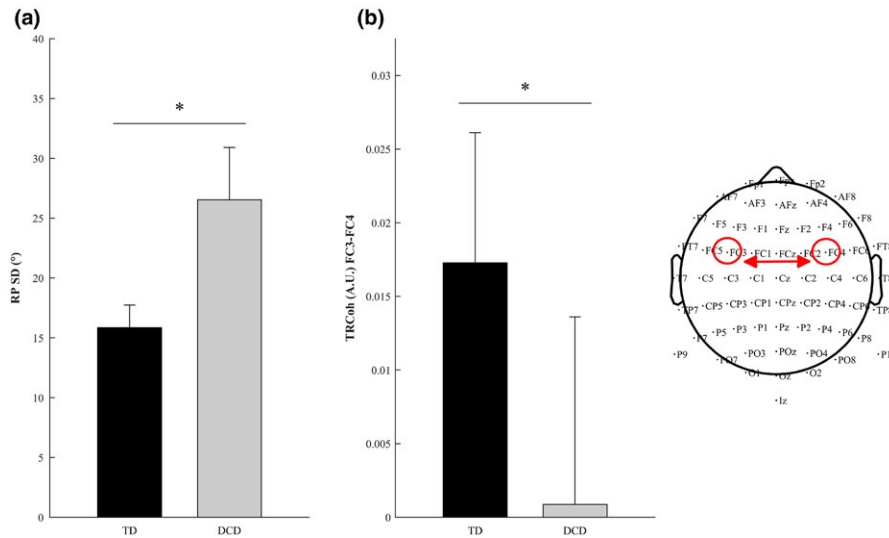 (a)
RP SD (°)
40
35
30
25
20
15
10
5
0
*
TD DCD
(b)
TRCoh (A.U.) FC3-FC4
0.03
0.025
0.02
0.015
0.01
0.005
0
*
TD DCD
Fp1 Fpz Fp2
AF7 AF3 AFz AF4 AF8
F7 F5 F3 F1 Fz F2 F4 F6 F8
FT7 FC5 FC3 FC1 FCz FC2 FC4 FC6 FT8
T7 C5 C3 C1 Cz C2 C4 C6
TP7 CP5 CP3 CP1 CPz CP2 CP4 CP6
P9 P7 P5 P3 P1 Pz P2 P4 P6 P8
PO7 PO3 POz PO4 PO8
O1 Oz O2
Iz